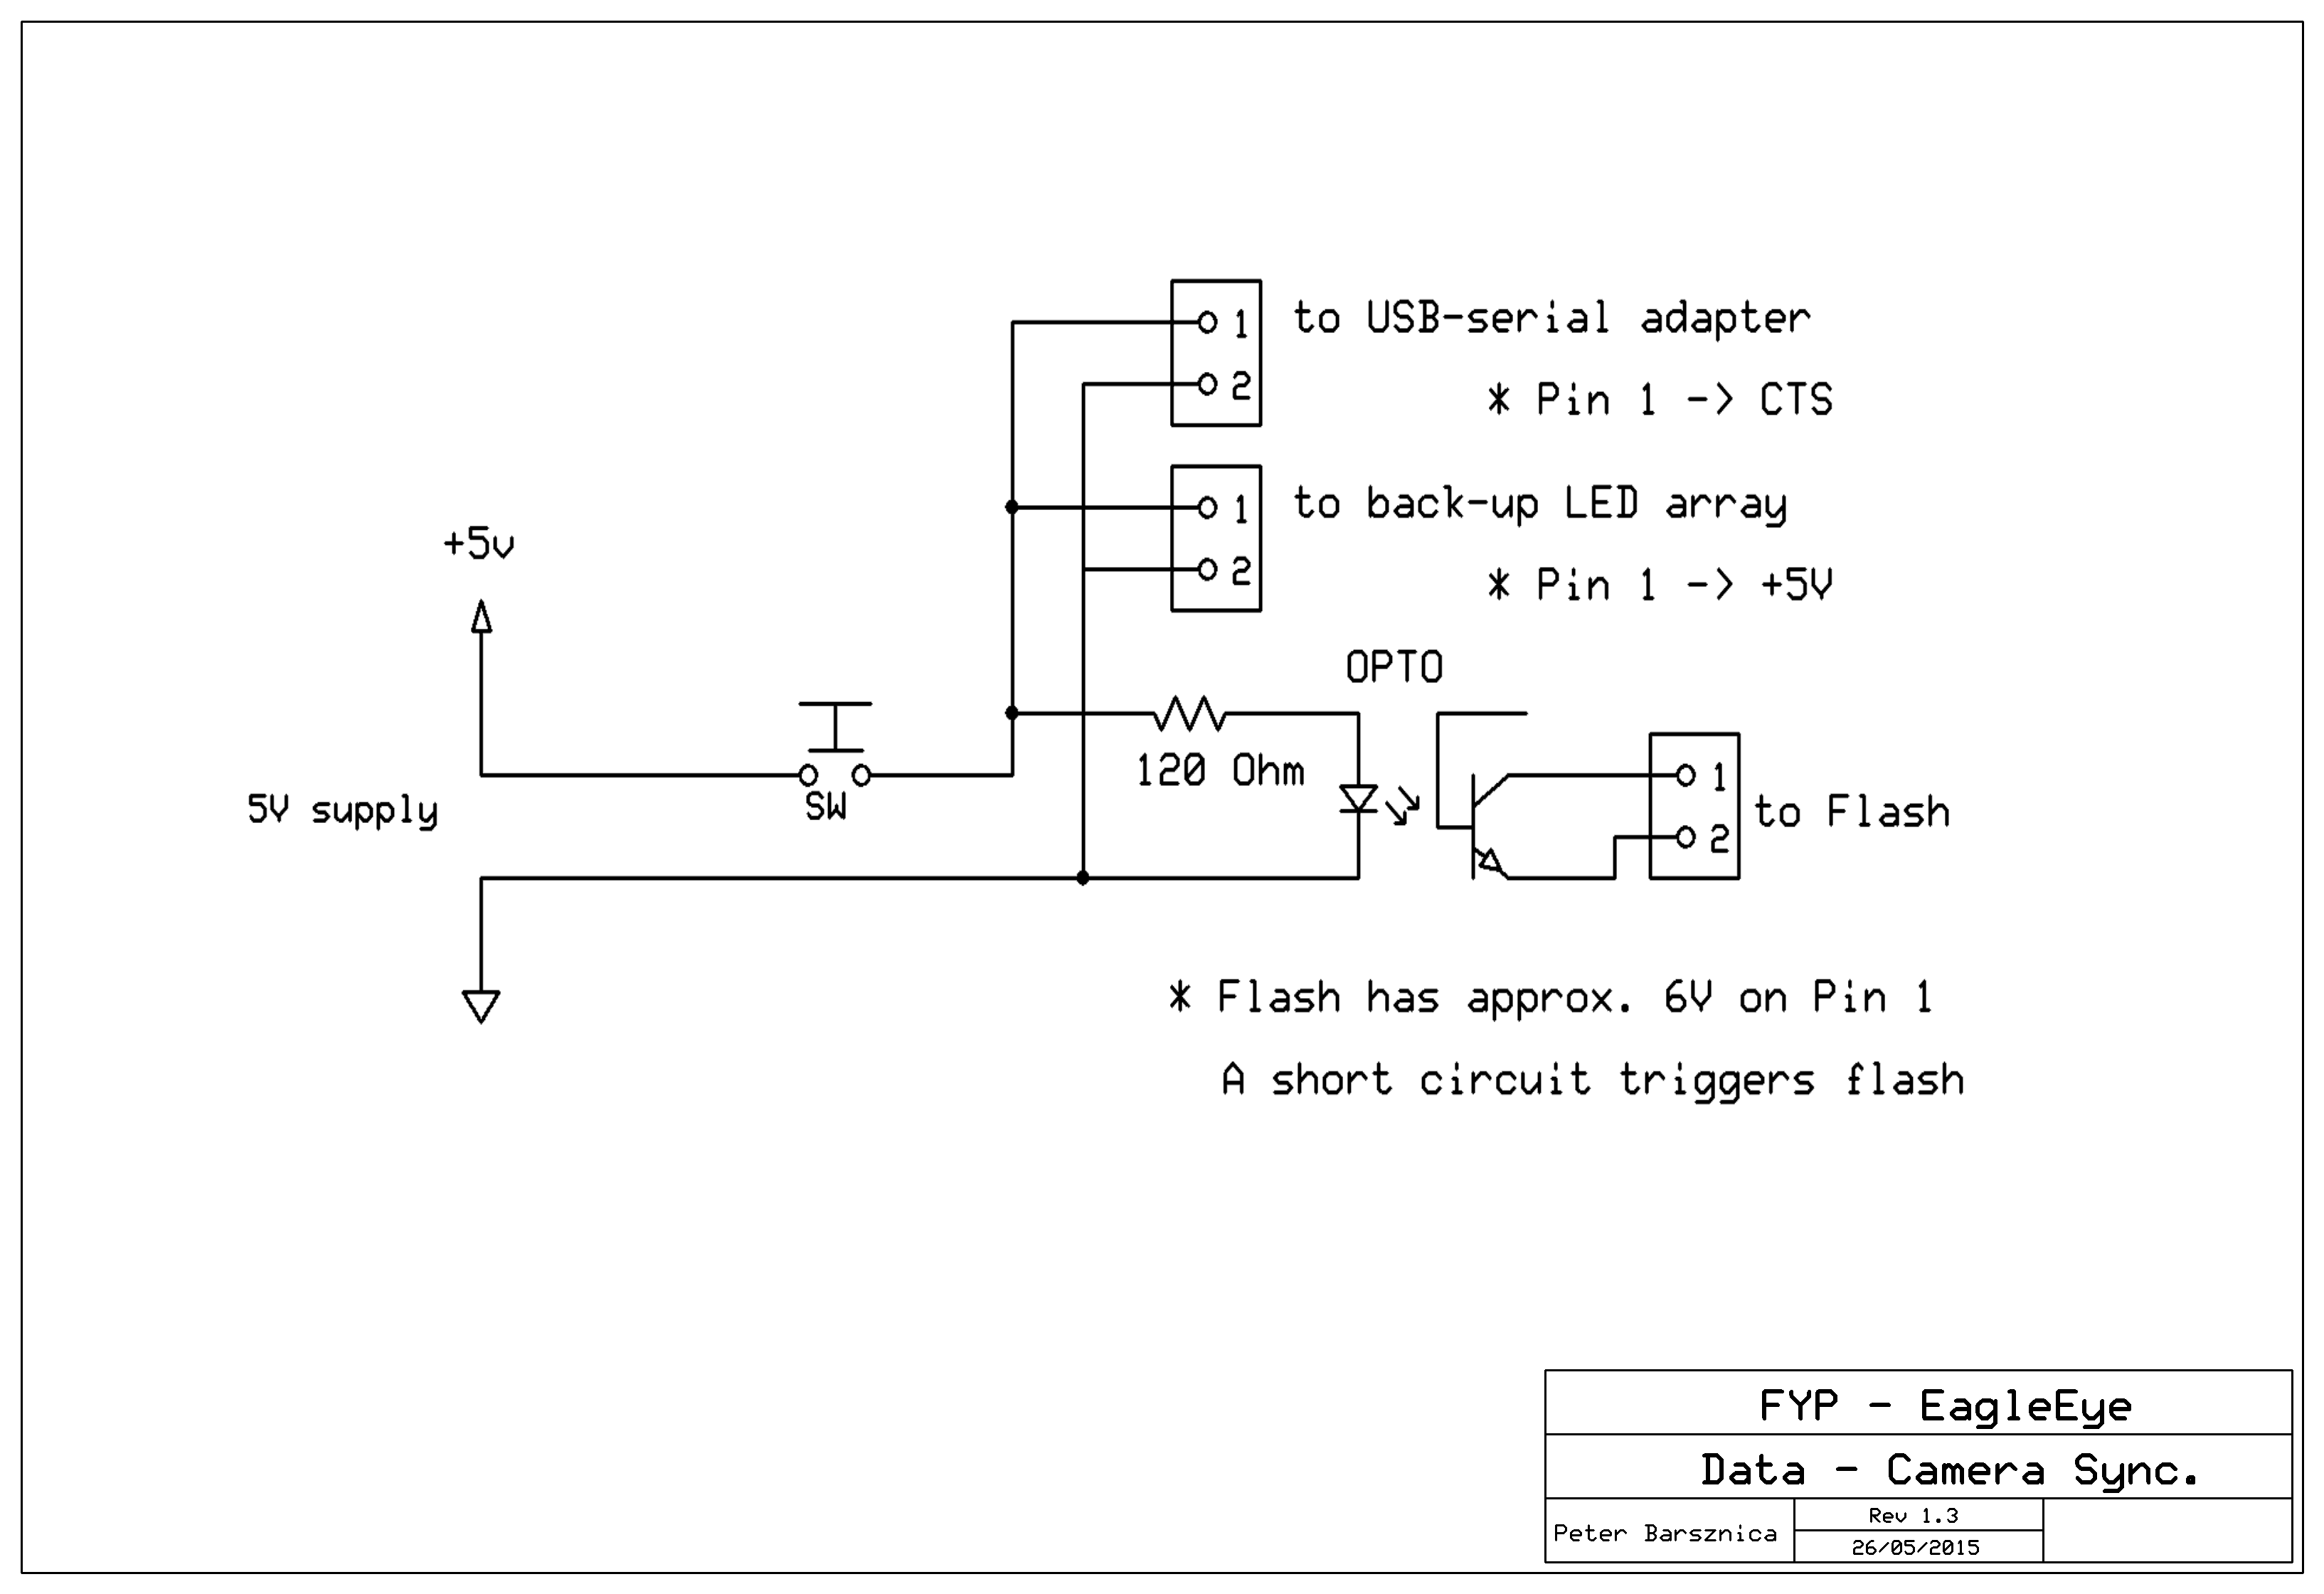 1
to USB-serial adapter
2
* Pin 1 -> CTS
1
to back-up LED array
2
* Pin 1 -> +5V
+5v
OPTO
120 Ohm
5V supply
SW
1
to Flash
2
* Flash has approx. 6V on Pin 1
A short circuit triggers flash
FYP - EagleEye
Data - Camera Sync.
Peter Barsznica
Rev 1.3
26/05/2015